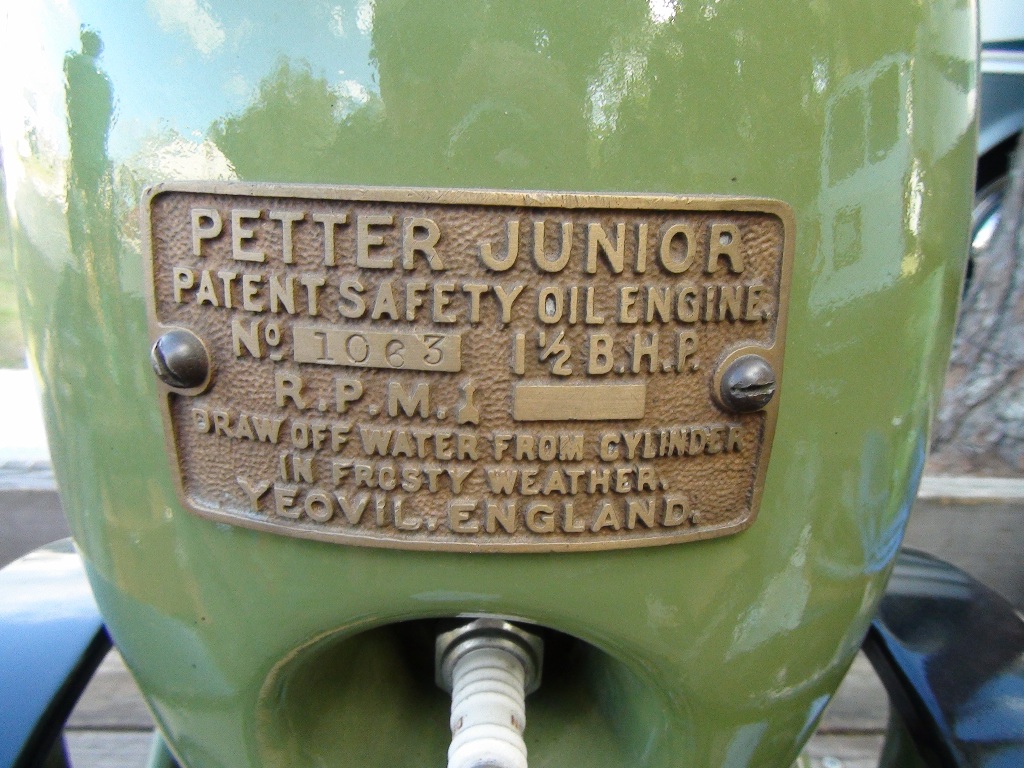 PETTER JUNIOR
PATENT SAFETY OIL ENGINE.
Nº 1063 1½ B.H.P.
R.P.M.
DRAW OFF WATER FROM CYLINDER
IN FROSTY WEATHER.
YEOVIL. ENGLAND.